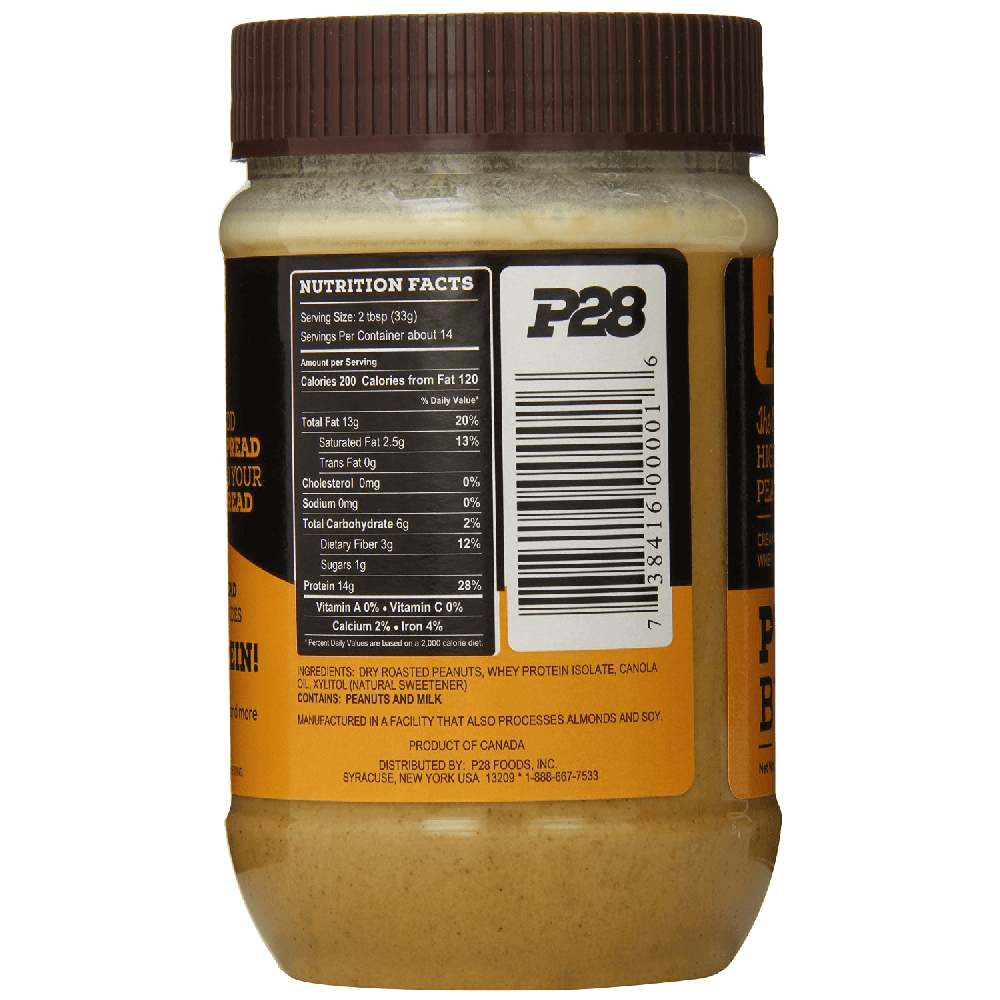 NUTRITION FACTS
Serving Size: 2 tbsp (33g)
Servings Per Container about 14
Amount per Serving
Calories 200 Calories from Fat 120
% Daily Value*
Total Fat 13g 20%
Saturated Fat 2.5g 13%
Trans Fat 0g
Cholesterol 0mg 0%
Sodium 0mg 0%
Total Carbohydrate 6g 2%
Dietary Fiber 3g 12%
Sugars 1g
Protein 14g 28%
Vitamin A 0% • Vitamin C 0%
Calcium 2% • Iron 4%
*Percent Daily Values are based on a 2,000 calorie diet.
P28
7 38416 00001 6
INGREDIENTS: DRY ROASTED PEANUTS, WHEY PROTEIN ISOLATE, CANOLA
OIL, XYLITOL (NATURAL SWEETENER)
CONTAINS: PEANUTS AND MILK
MANUFACTURED IN A FACILITY THAT ALSO PROCESSES ALMONDS AND SOY.
PRODUCT OF CANADA
DISTRIBUTED BY: P28 FOODS, INC.
SYRACUSE, NEW YORK USA 13209 * 1-888-667-7533
YOUR
more